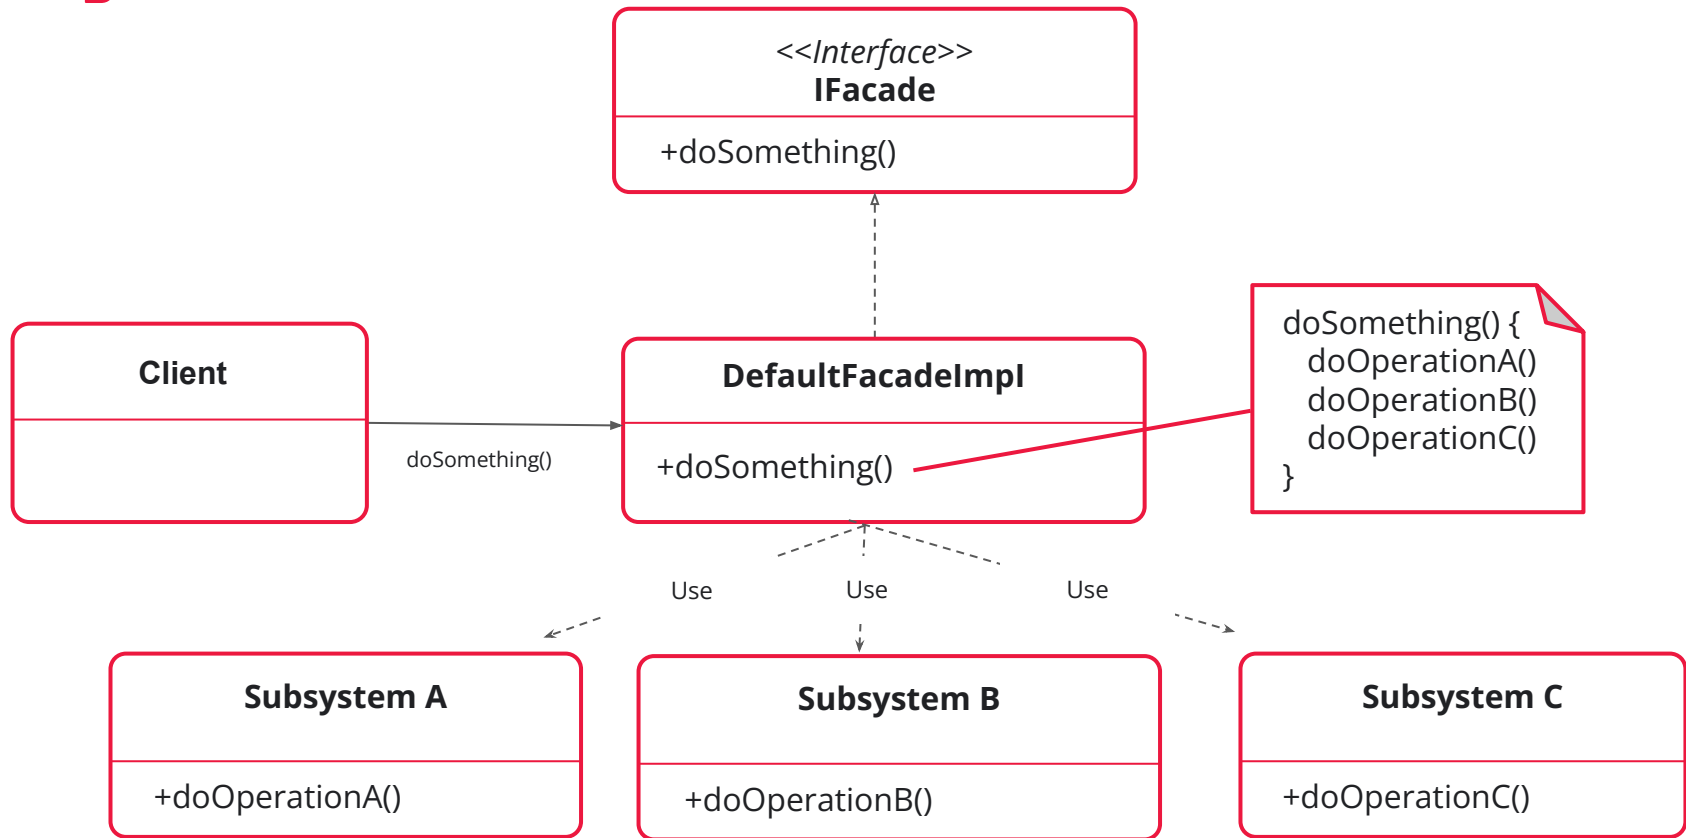 <<Interface>>
IFacade
+doSomething()
Client
doSomething()
DefaultFacadeImpl
+doSomething()
doSomething() {
doOperationA()
doOperationB()
doOperationC()
}
Use
Use
Use
Subsystem A
+doOperationA()
Subsystem B
+doOperationB()
Subsystem C
+doOperationC()